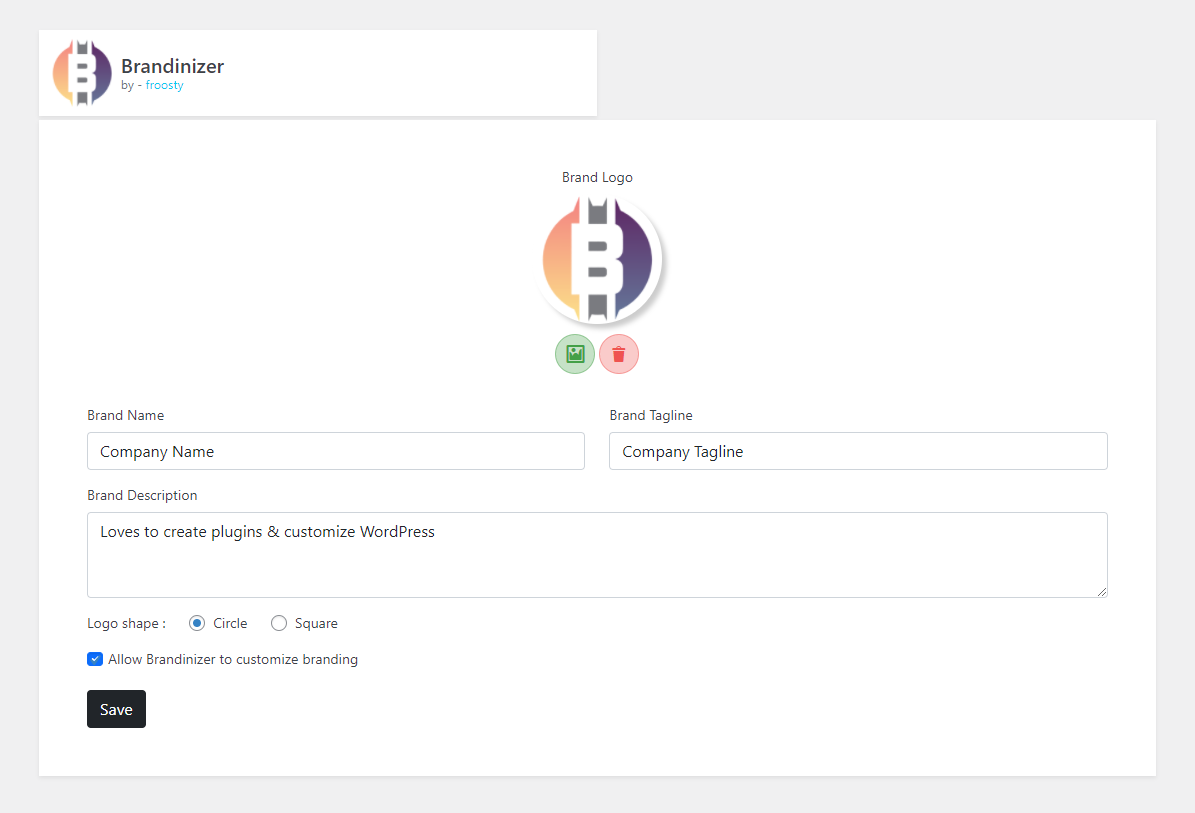 Brandinizer
by - froosty
Brand Logo
Brand Name
Brand Tagline
Company Name
Company Tagline
Brand Description
Loves to create plugins & customize WordPress
Logo shape : Circle Square
Allow Brandinizer to customize branding
Save